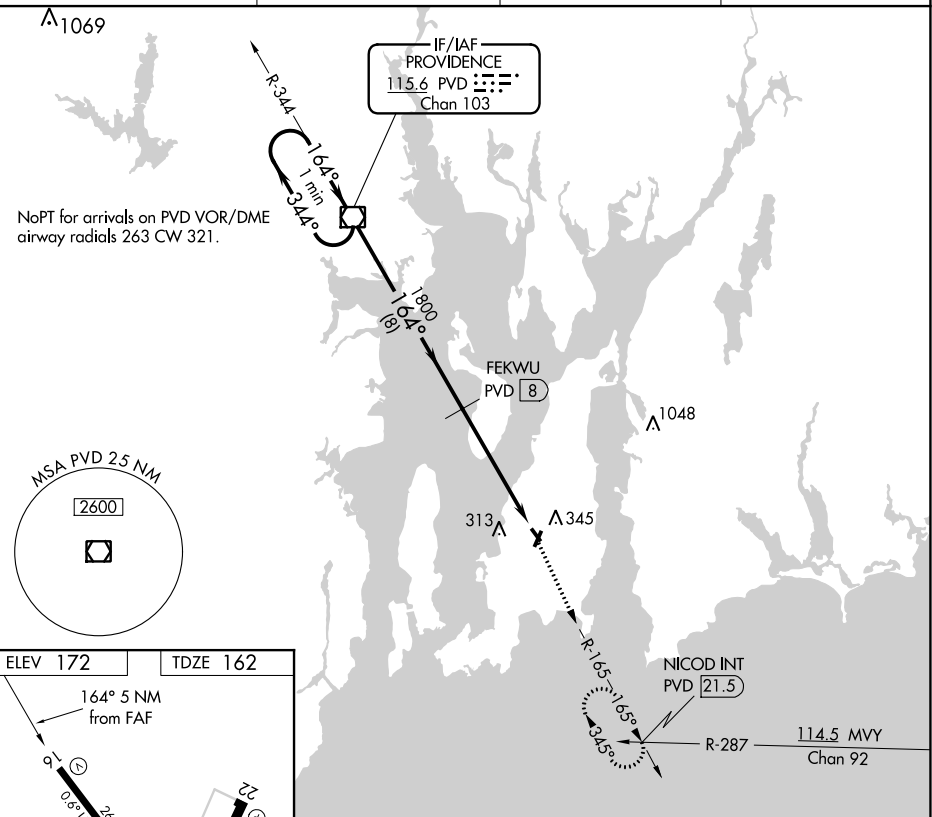 1069
IF/IAF
PROVIDENCE
115.6 PVD
Chan 103
R-344
164°
1 min
344°
NoPT for arrivals on PVD VOR/DME
airway radials 263 CW 321.
1800
164°
(8)
FEKWU
PVD 8
1048
MSA PVD 25 NM
2600
313
345
R-165
165°
345°
NICOD INT
PVD 21.5
R-287
114.5 MVY
Chan 92
ELEV 172
TDZE 162
164° 5 NM
from FAF
16
V
0.6°
22